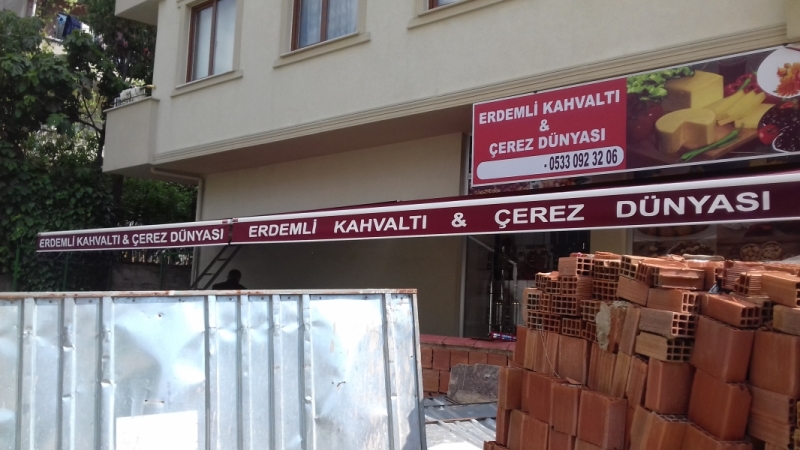 ERDEMLİ KAHVALTI
&
ÇEREZ DÜNYASI
- 0533 092 32 06
ERDEMLİ KAHVALTI & ÇEREZ DÜNYASI
ERDEMLİ KAHVALTI & ÇEREZ DÜNYASI